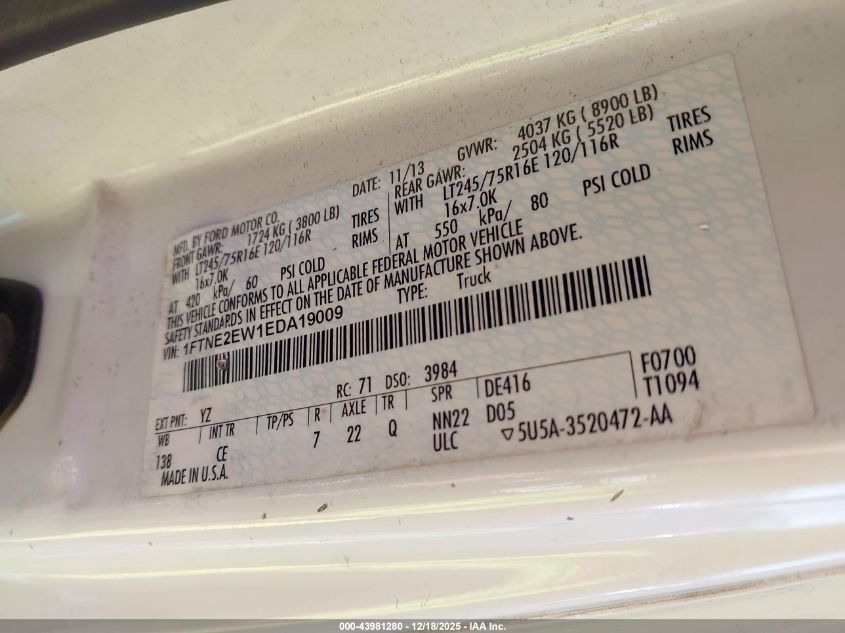 MFD. BY FORD MOTOR CO. DATE: 11/13 GVWR: 4037 KG ( 8900 LB)
FRONT GAWR: 1724 KG ( 3800 LB) REAR GAWR: 2504 KG ( 5520 LB)
WITH LT245/75R16E 120/116R TIRES WITH LT245/75R16E 120/116R TIRES
16x7.0K RIMS 16x7.0K RIMS
AT 420 kPa/ 60 PSI COLD AT 550 kPa/ 80 PSI COLD
THIS VEHICLE CONFORMS TO ALL APPLICABLE FEDERAL MOTOR VEHICLE
SAFETY STANDARDS IN EFFECT ON THE DATE OF MANUFACTURE SHOWN ABOVE.
VIN: 1FTNE2EW1EDA19009 TYPE: Truck
EXT PNT: YZ RC: 71 DSO: 3984 F0700
WB INT TR TP/PS R AXLE TR SPR DE416 T1094
138 CE 7 22 Q NN22 D05
MADE IN U.S.A. ULC ▽5U5A-3520472-AA
000-43981280 - 12/18/2025 - IAA Inc.